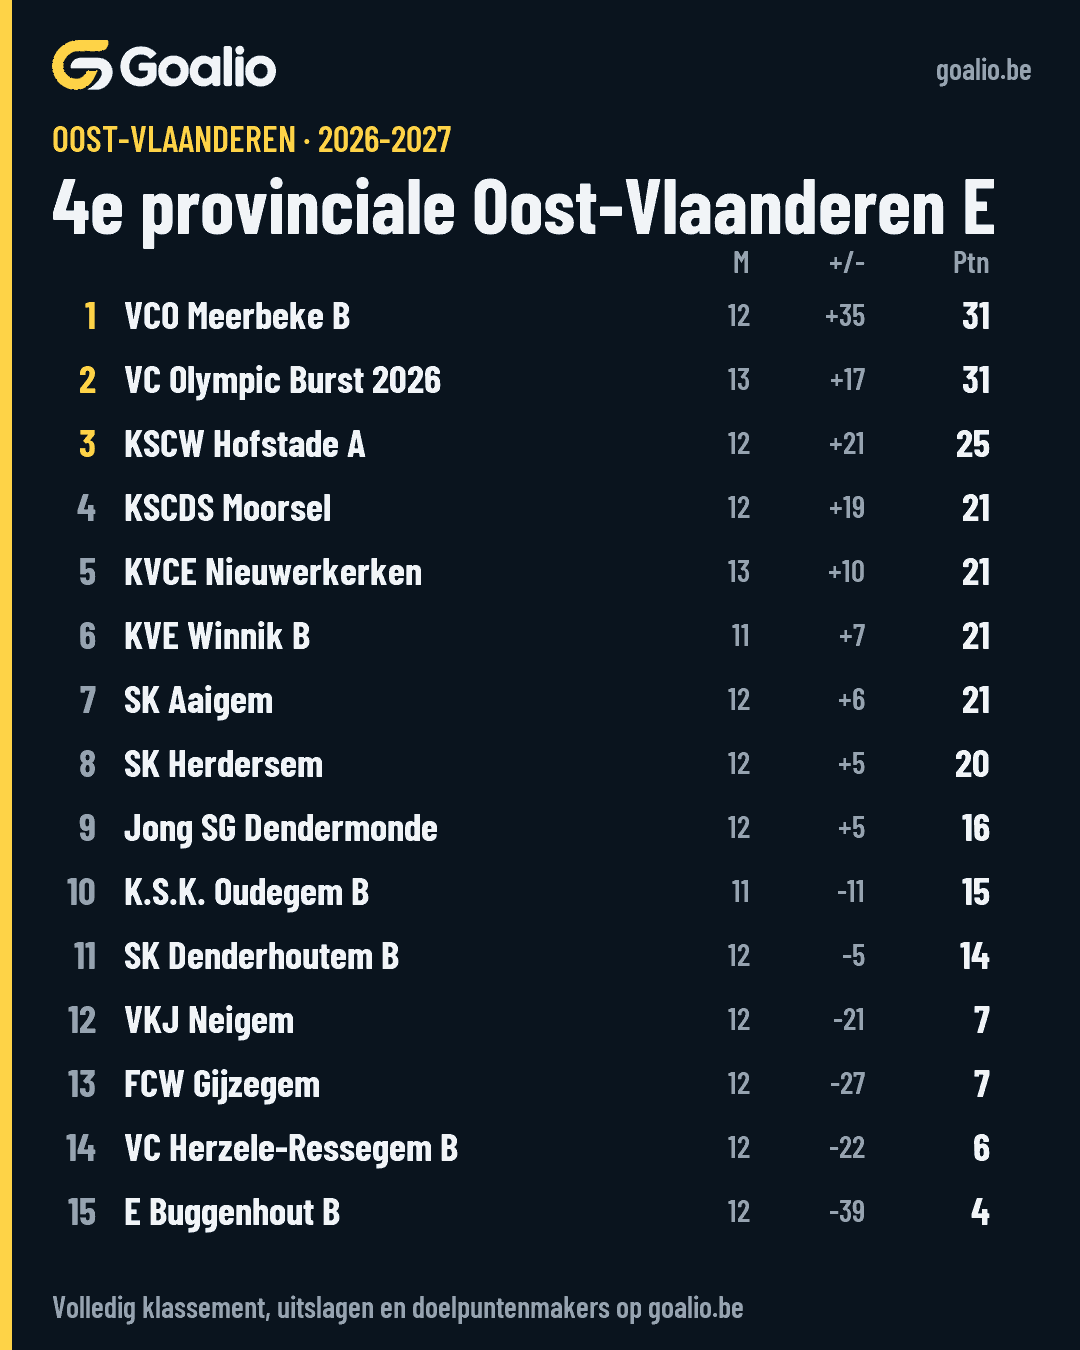 Goalio
goalio.be
OOST-VLAANDEREN · 2026-2027
4e provinciale Oost-Vlaanderen E
M +/- Ptn
1 VCO Meerbeke B 12 +35 31
2 VC Olympic Burst 2026 13 +17 31
3 KSCW Hofstade A 12 +21 25
4 KSCDS Moorsel 12 +19 21
5 KVCE Nieuwerkerken 13 +10 21
6 KVE Winnik B 11 +7 21
7 SK Aaigem 12 +6 21
8 SK Herdersem 12 +5 20
9 Jong SG Dendermonde 12 +5 16
10 K.S.K. Oudegem B 11 -11 15
11 SK Denderhoutem B 12 -5 14
12 VKJ Neigem 12 -21 7
13 FCW Gijzegem 12 -27 7
14 VC Herzele-Ressegem B 12 -22 6
15 E Buggenhout B 12 -39 4
Volledig klassement, uitslagen en doelpuntenmakers op goalio.be